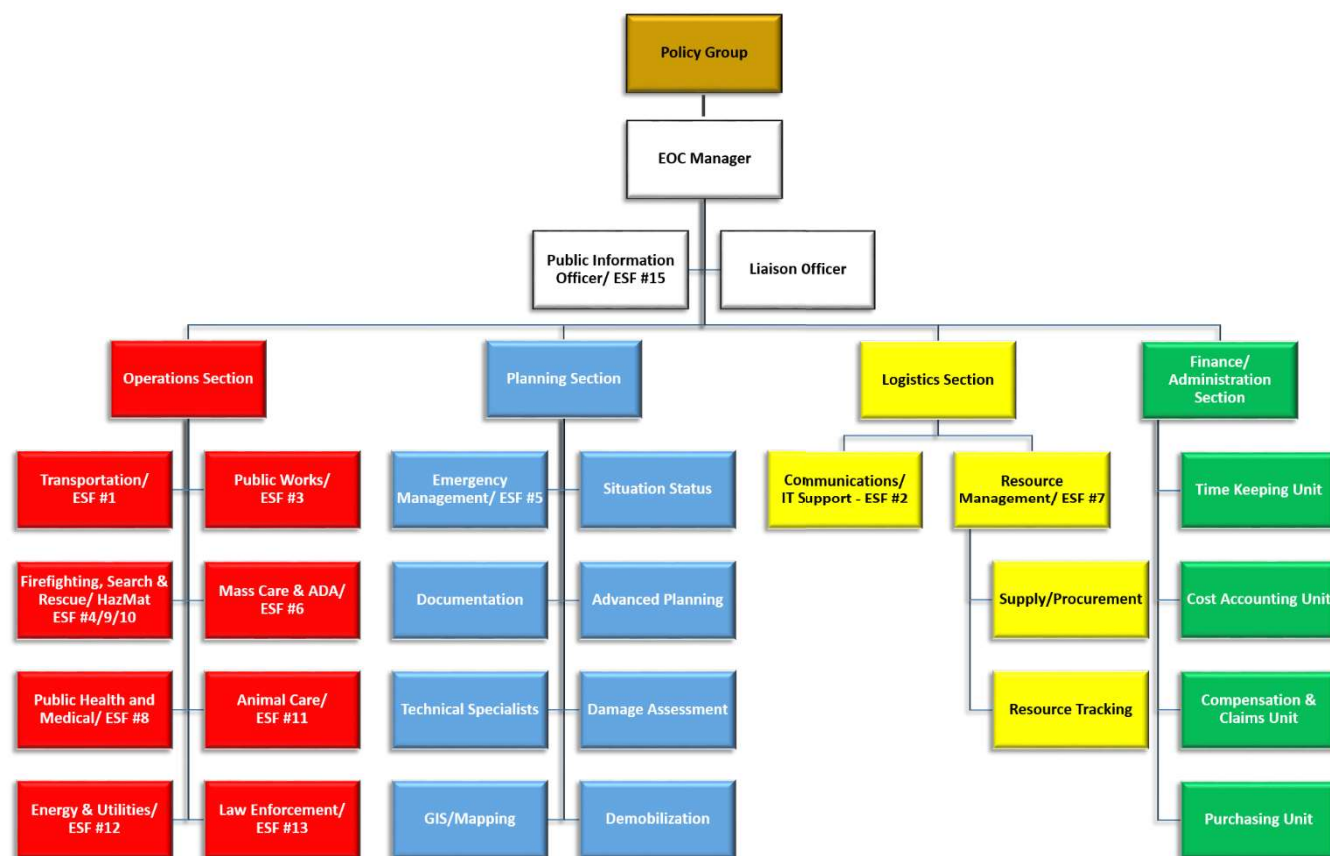 Policy Group
EOC Manager
Public Information
Officer/ ESF #15
Liaison Officer
Operations Section
Planning Section
Logistics Section
Finance/
Administration
Section
Transportation/
ESF #1
Public Works/
ESF #3
Emergency
Management/ ESF #5
Situation Status
Communications/
IT Support - ESF #2
Resource
Management/ ESF #7
Time Keeping Unit
Firefighting, Search &
Rescue/ HazMat
ESF #4/9/10
Mass Care & ADA/
ESF #6
Documentation
Advanced Planning
Supply/Procurement
Cost Accounting Unit
Public Health and
Medical/ ESF #8
Animal Care/
ESF #11
Technical Specialists
Damage Assessment
Resource Tracking
Compensation &
Claims Unit
Energy & Utilities/
ESF #12
Law Enforcement/
ESF #13
GIS/Mapping
Demobilization
Purchasing Unit